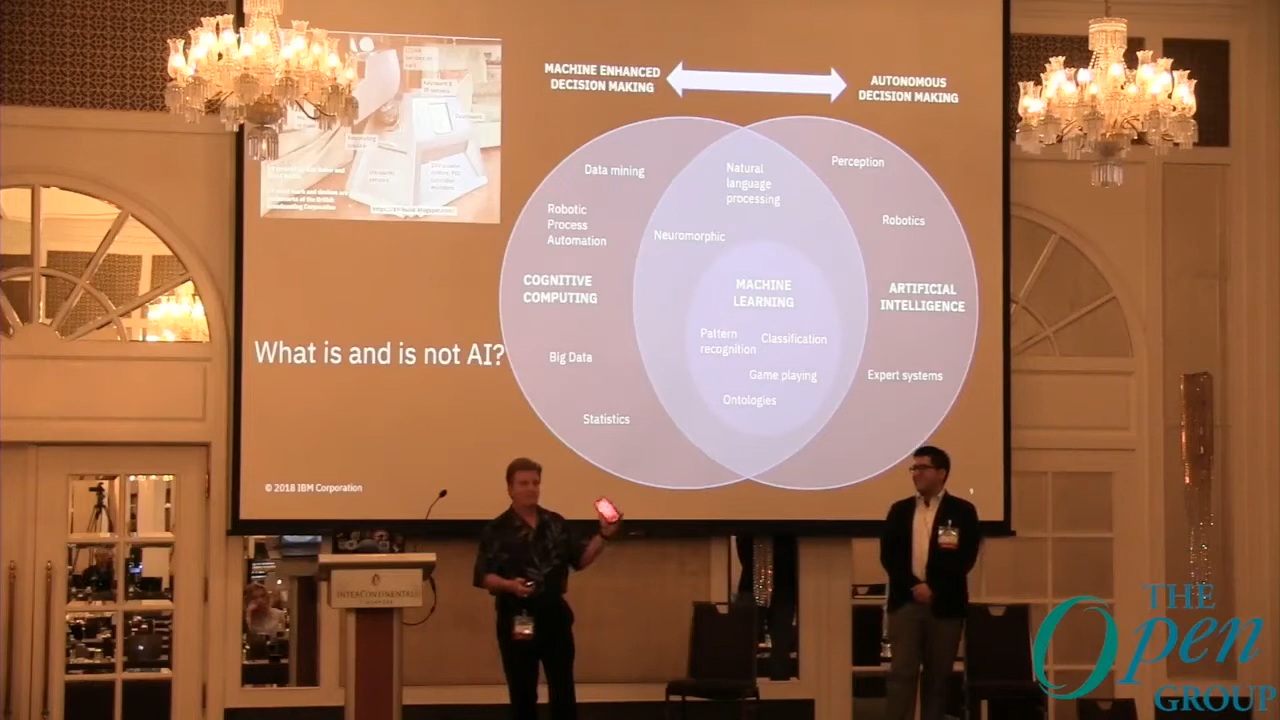 MACHINE ENHANCED
DECISION MAKING
AUTONOMOUS
DECISION MAKING
Data mining
Natural
language
processing
Perception
Robotic
Process
Automation
Neuromorphic
Robotics
COGNITIVE
COMPUTING
MACHINE
LEARNING
ARTIFICIAL
INTELLIGENCE
Pattern
recognition
Classification
Big Data
Game playing
Expert systems
Ontologies
Statistics
What is and is not AI?
© 2018 IBM Corporation
1
INTERCONTINENTAL
THE
Open
GROUP